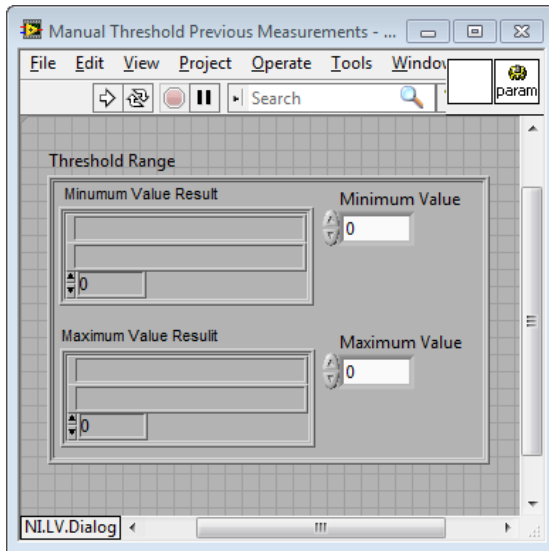 Manual Threshold Previous Measurements - ...
File Edit View Project Operate Tools Window
param
Search
Threshold Range
Minumum Value Result
Minimum Value
0
0
Maximum Value Resulit
Maximum Value
0
0
NI.LV.Dialog